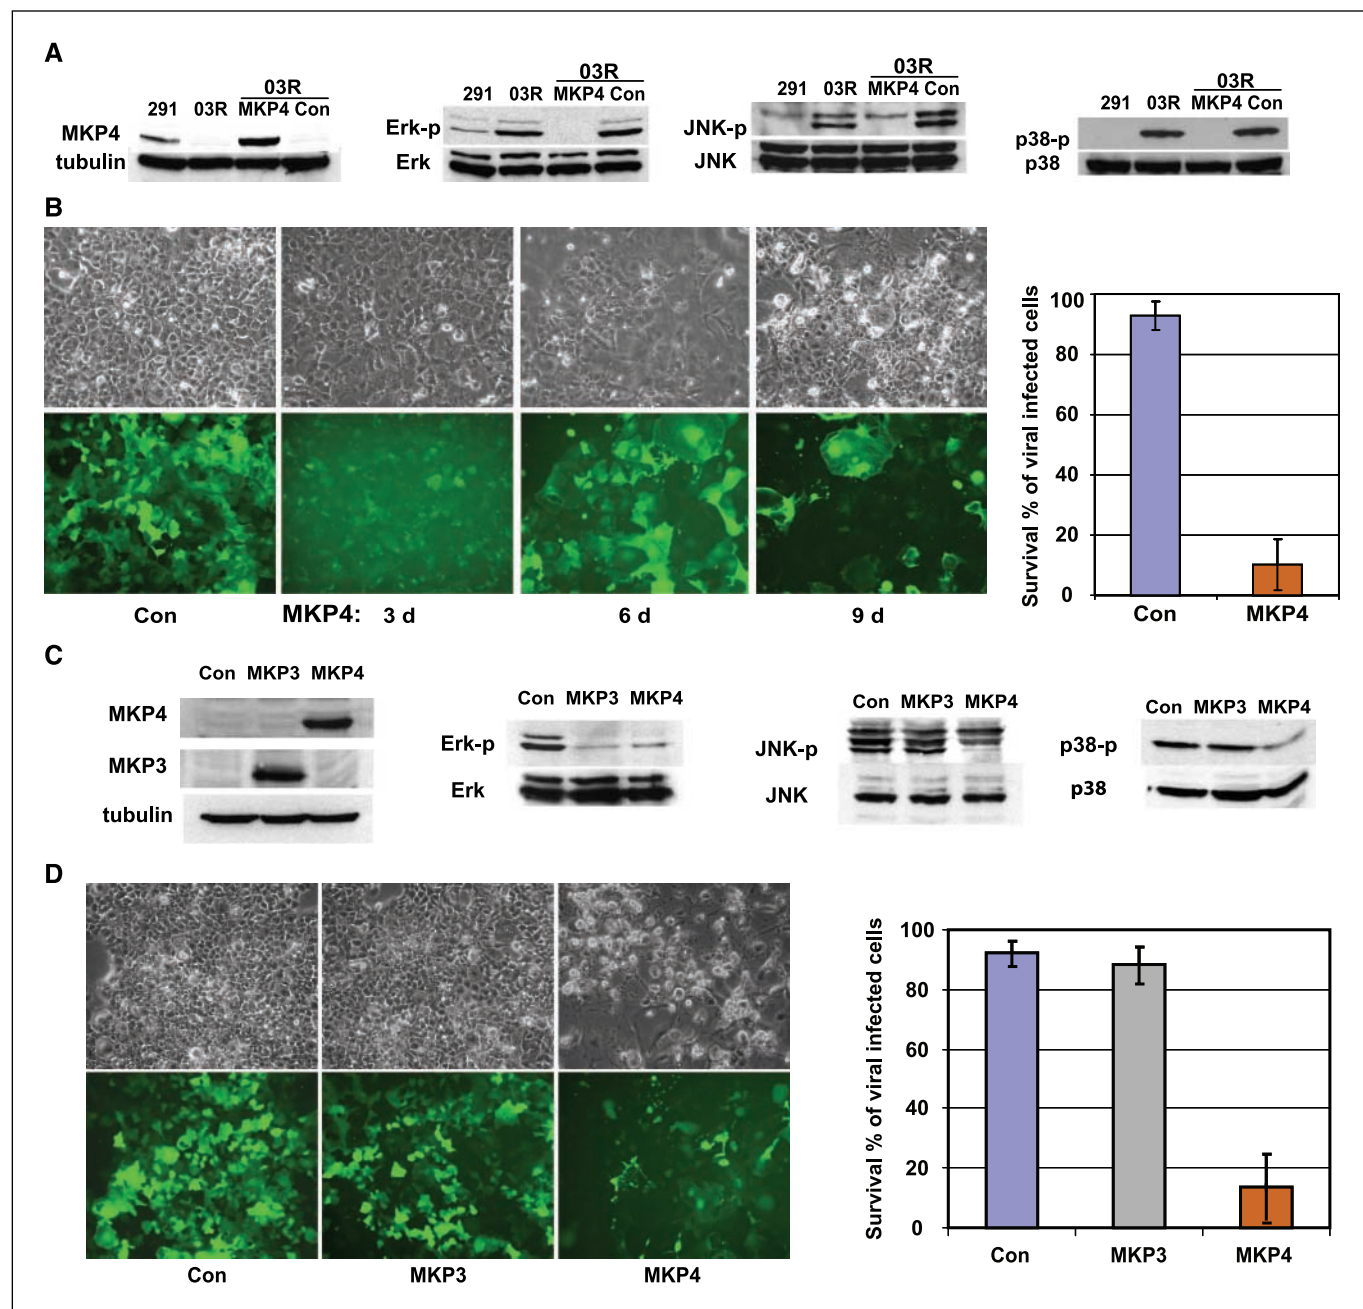 A
291 03R MKP4 Con
03R
MKP4
tubulin
291 03R MKP4 Con
03R
Erk-p
Erk
291 03R MKP4 Con
03R
JNK-p
JNK
291 03R MKP4 Con
03R
p38-p
p38
B
Con MKP4: 3 d 6 d 9 d
Survival % of viral infected cells
100
80
60
40
20
0
Con MKP4
C
Con MKP3 MKP4
MKP4
MKP3
tubulin
Con MKP3 MKP4
Erk-p
Erk
Con MKP3 MKP4
JNK-p
JNK
Con MKP3 MKP4
p38-p
p38
D
Con MKP3 MKP4
Survival % of viral infected cells
100
80
60
40
20
0
Con MKP3 MKP4